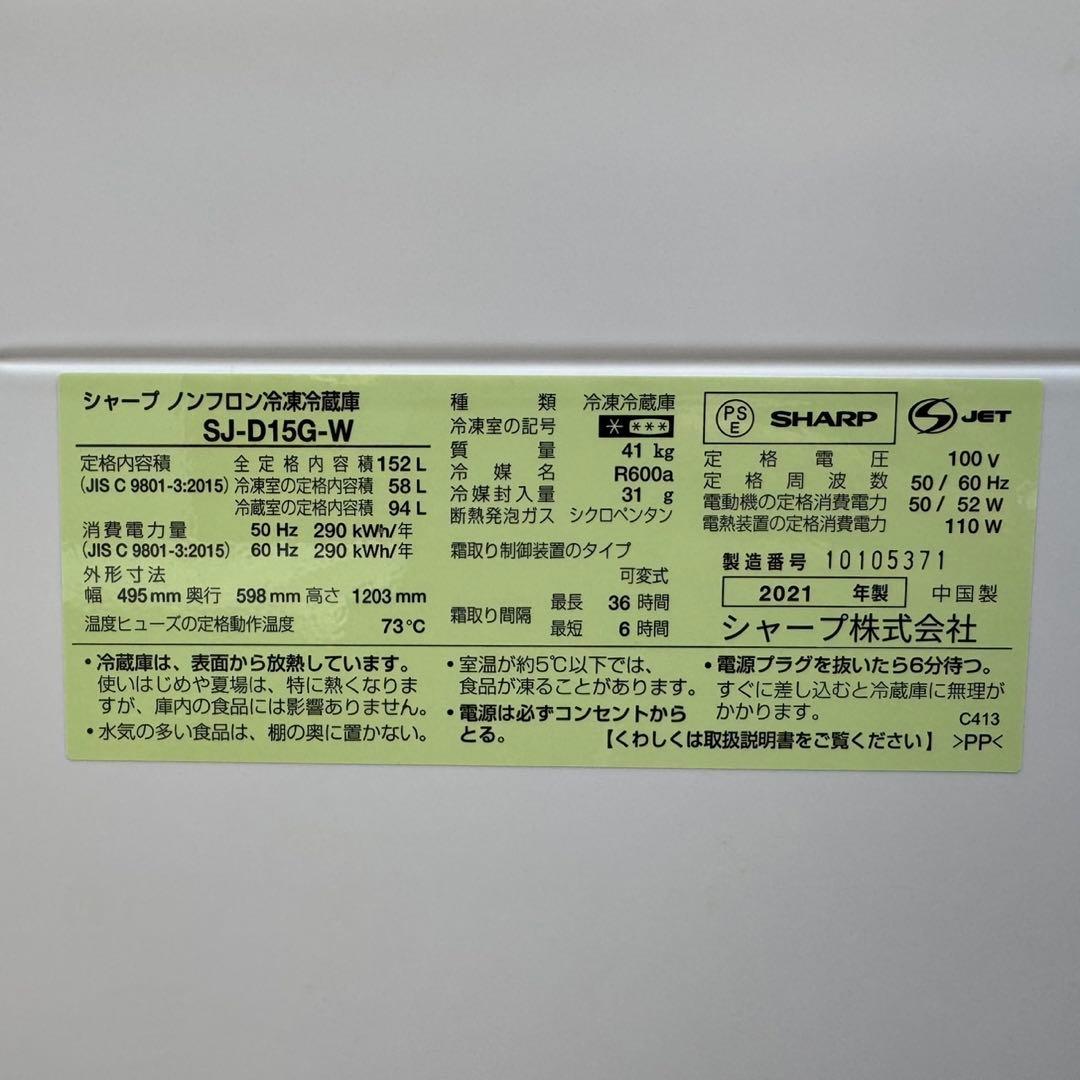 シャープ ノンフロン冷凍冷蔵庫
SJ-D15G-W
定格内容積 全定格内容積 152 L
(JIS C 9801-3:2015) 冷凍室の定格内容積 58 L
冷蔵室の定格内容積 94 L
消費電力量 50 Hz 290 kWh/年
(JIS C 9801-3:2015) 60 Hz 290 kWh/年
外形寸法
幅 495 mm 奥行 598 mm 高さ 1203 mm
温度ヒューズの定格動作温度 73℃
種類 冷凍冷蔵庫
冷凍室の記号 ****
質量 41 kg
冷媒名 R600a
冷媒封入量 31 g
断熱発泡ガス シクロペンタン
霜取り制御装置のタイプ
可変式
霜取り間隔 最長 36 時間
最短 6 時間
PSE SHARP JET
定格電圧 100 V
定格周波数 50 / 60 Hz
電動機の定格消費電力 50 / 52 W
電熱装置の定格消費電力 110 W
製造番号 10105371
2021 年製 中国製
シャープ株式会社
・冷蔵庫は、表面から放熱しています。
使いはじめや夏場は、特に熱くなりま
すが、庫内の食品には影響ありません。
・水気の多い食品は、棚の奥に置かない。
・室温が約5℃以下では、
食品が凍ることがあります。
・電源は必ずコンセントから
とる。
・電源プラグを抜いたら6分待つ。
すぐに差し込むと冷蔵庫に無理が
かかります。 C413
【くわしくは取扱説明書をご覧ください】 >PP<